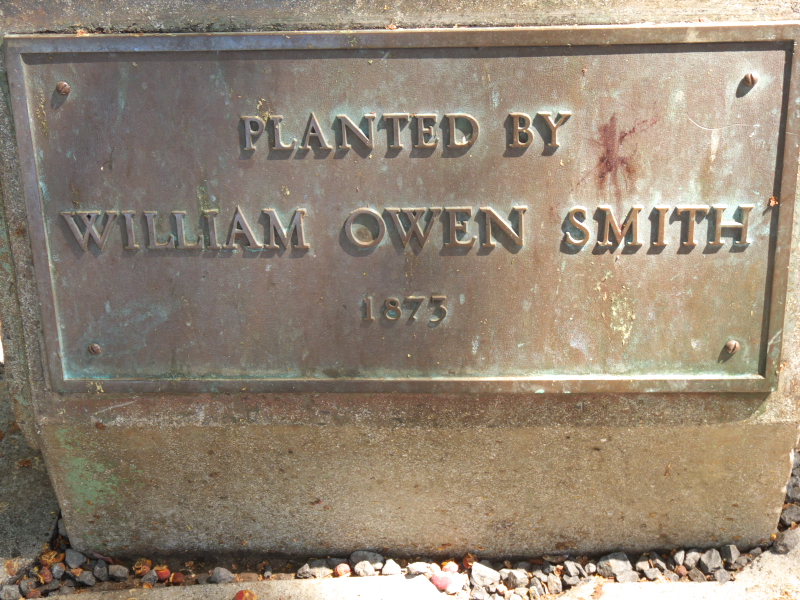 PLANTED BY
WILLIAM OWEN SMITH
1873